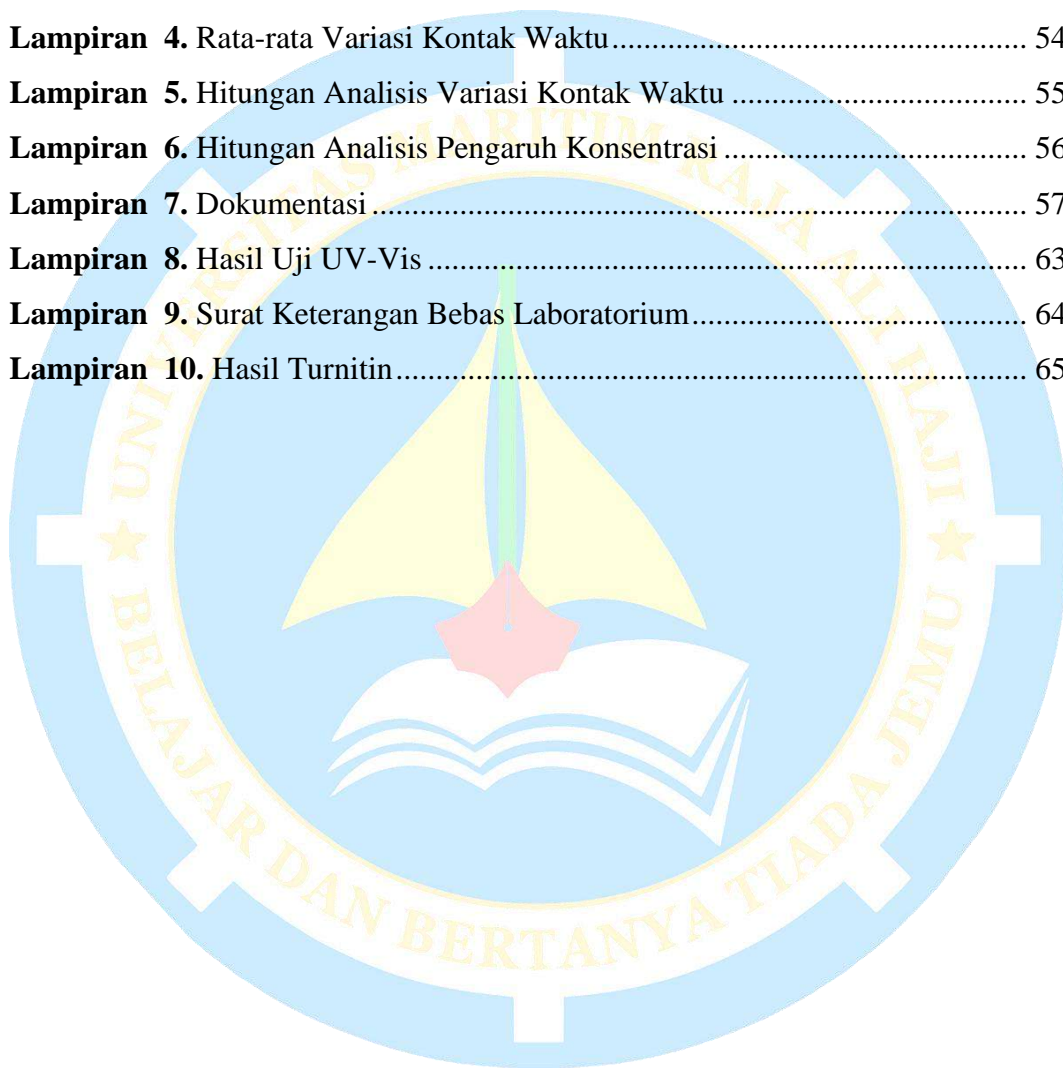 Lampiran 4. Rata-rata Variasi Kontak Waktu.................................................... 54
Lampiran 5. Hitungan Analisis Variasi Kontak Waktu ..................................... 55
Lampiran 6. Hitungan Analisis Pengaruh Konsentrasi ...................................... 56
Lampiran 7. Dokumentasi .................................................................................. 57
Lampiran 8. Hasil Uji UV-Vis ........................................................................... 63
Lampiran 9. Surat Keterangan Bebas Laboratorium.......................................... 64
Lampiran 10. Hasil Turnitin ............................................................................... 65
UNIVERSITAS MARITIM RAJA ALI HAJI
BELAJAR DAN BERTANYA TIADA JEMU